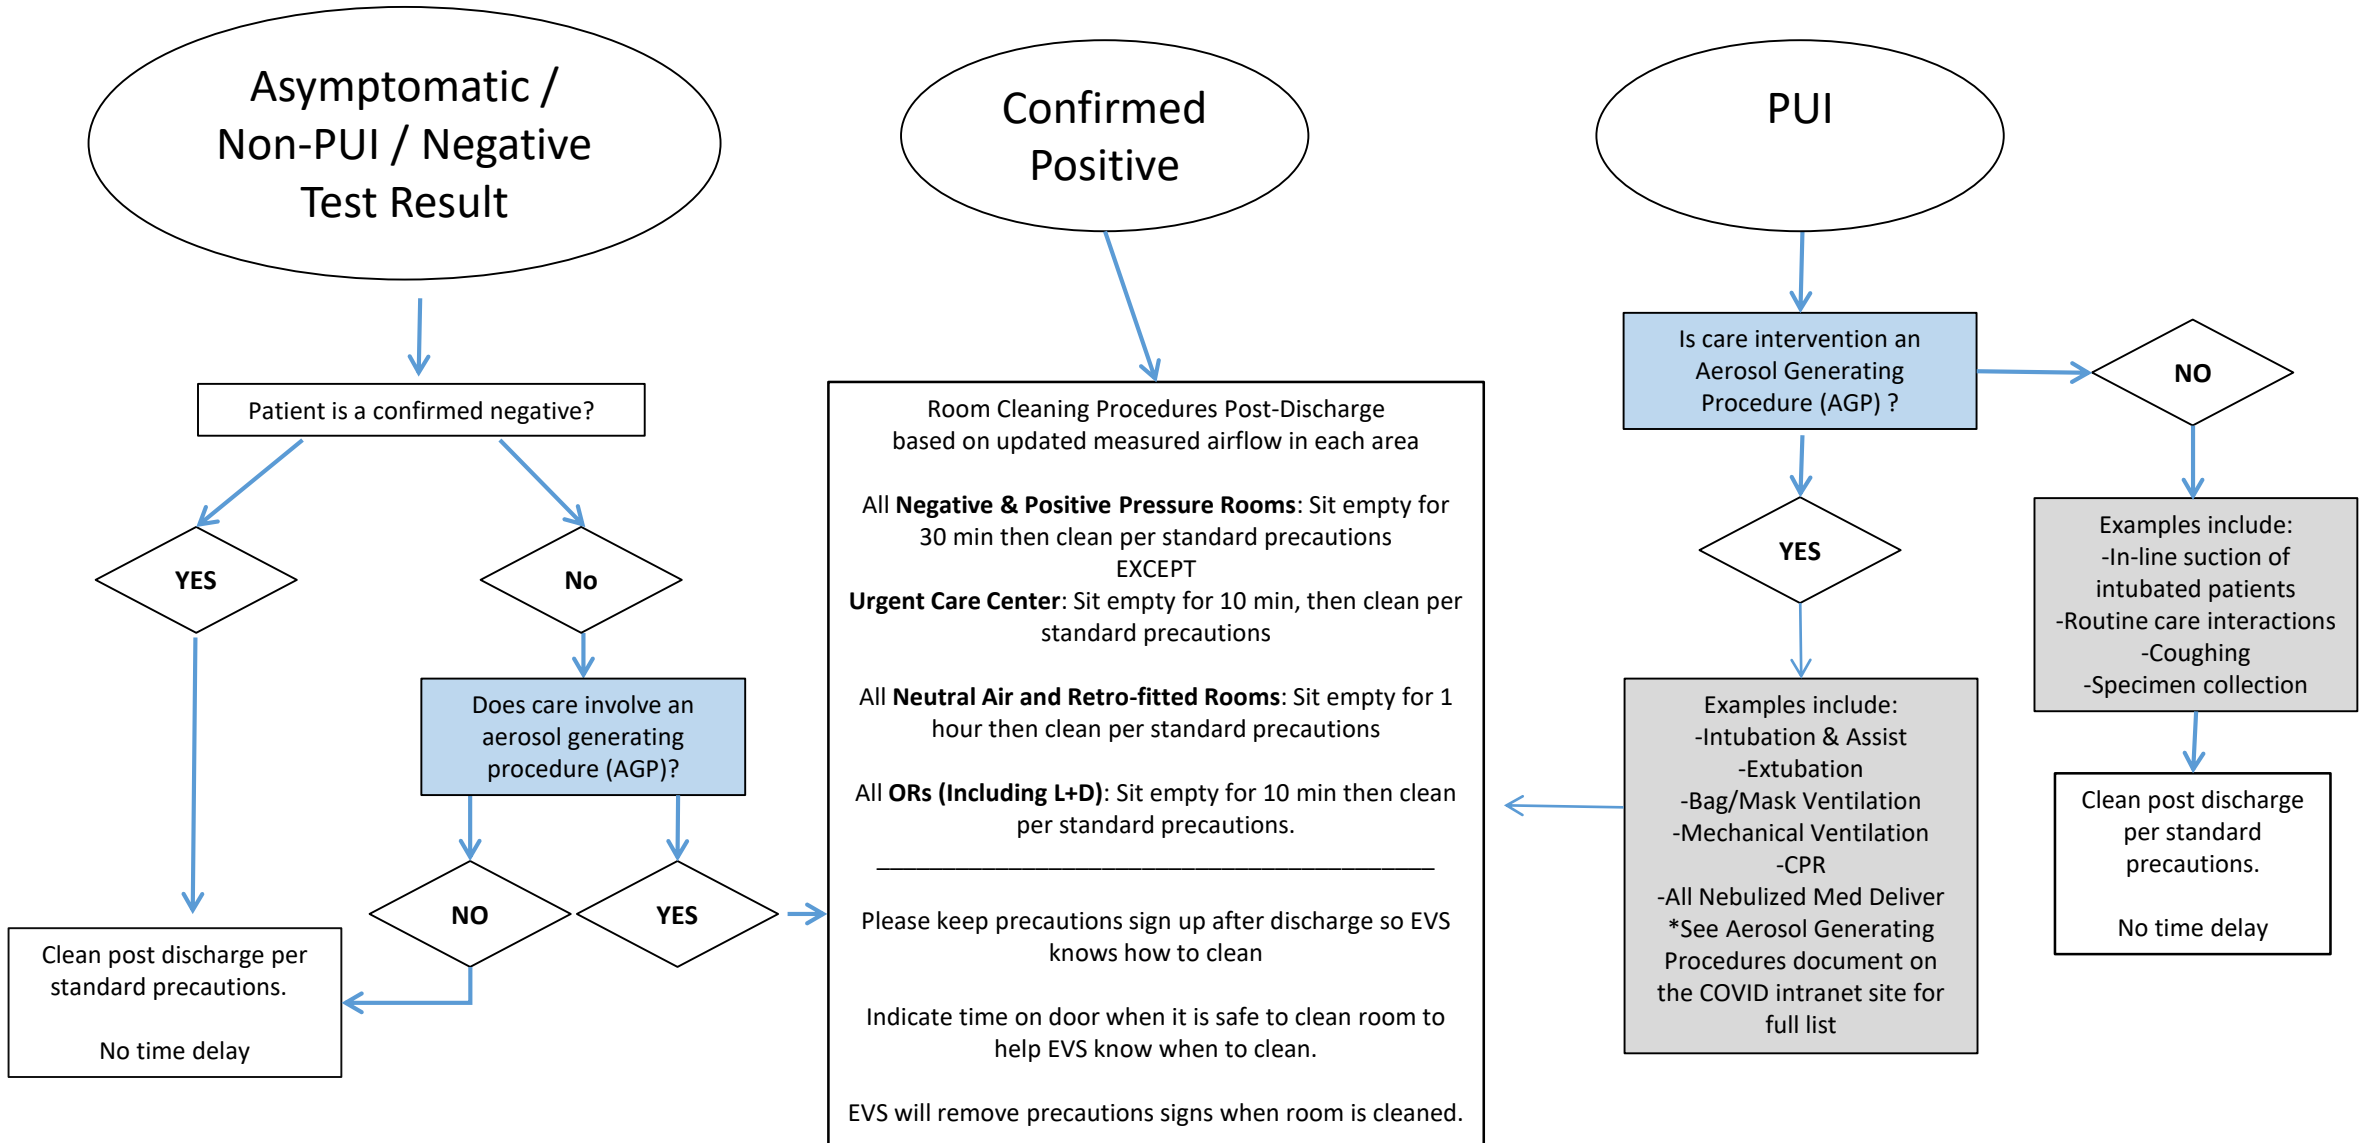 Asymptomatic /
Non-PUI / Negative
Test Result
Patient is a confirmed negative?
YES
No
Does care involve an
aerosol generating
procedure (AGP)?
NO
YES
Clean post discharge per
standard precautions.
No time delay
Confirmed
Positive
Room Cleaning Procedures Post-Discharge
based on updated measured airflow in each area
All Negative & Positive Pressure Rooms: Sit empty for
30 min then clean per standard precautions
EXCEPT
Urgent Care Center: Sit empty for 10 min, then clean per
standard precautions
All Neutral Air and Retro-fitted Rooms: Sit empty for 1
hour then clean per standard precautions
All ORs (Including L+D): Sit empty for 10 min then clean
per standard precautions.
Please keep precautions sign up after discharge so EVS
knows how to clean
Indicate time on door when it is safe to clean room to
help EVS know when to clean.
EVS will remove precautions signs when room is cleaned.
PUI
Is care intervention an
Aerosol Generating
Procedure (AGP) ?
NO
YES
Examples include:
-Intubation & Assist
-Extubation
-Bag/Mask Ventilation
-Mechanical Ventilation
-CPR
-All Nebulized Med Deliver
*See Aerosol Generating
Procedures document on
the COVID intranet site for
full list
Examples include:
-In-line suction of
intubated patients
-Routine care interactions
-Coughing
-Specimen collection
Clean post discharge
per standard
precautions.
No time delay